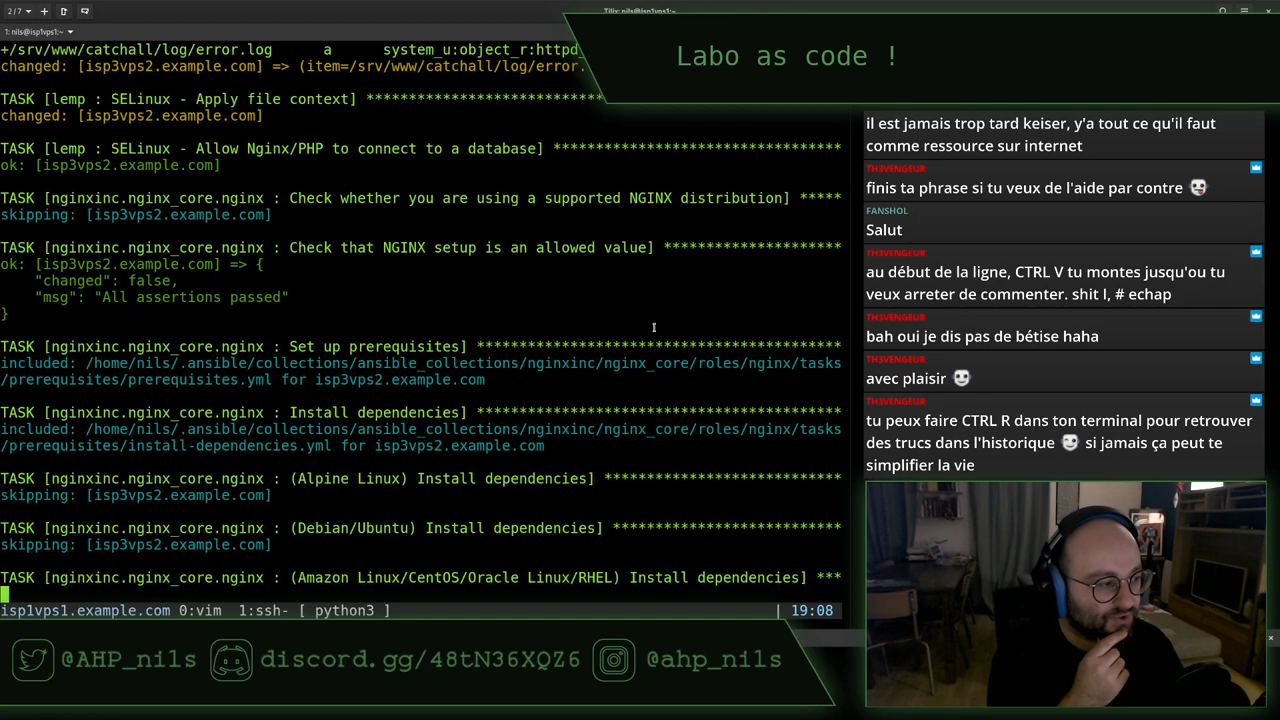 2/7
Tilix: nils@isp1vps1:~
1: nils@isp1vps1:~
+/srv/www/catchall/log/error.log      a      system_u:object_r:httpd_
changed: [isp3vps2.example.com] => (item=/srv/www/catchall/log/error.
TASK [lemp : SELinux - Apply file context] ****************************
changed: [isp3vps2.example.com]
TASK [lemp : SELinux - Allow Nginx/PHP to connect to a database] **********************************
ok: [isp3vps2.example.com]
TASK [nginxinc.nginx_core.nginx : Check whether you are using a supported NGINX distribution] *****
skipping: [isp3vps2.example.com]
TASK [nginxinc.nginx_core.nginx : Check that NGINX setup is an allowed value] *********************
ok: [isp3vps2.example.com] => {
"changed": false,
"msg": "All assertions passed"
}
TASK [nginxinc.nginx_core.nginx : Set up prerequisites] *******************************************
included: /home/nils/.ansible/collections/ansible_collections/nginxinc/nginx_core/roles/nginx/tasks
/prerequisites/prerequisites.yml for isp3vps2.example.com
TASK [nginxinc.nginx_core.nginx : Install dependencies] *******************************************
included: /home/nils/.ansible/collections/ansible_collections/nginxinc/nginx_core/roles/nginx/tasks
/prerequisites/install-dependencies.yml for isp3vps2.example.com
TASK [nginxinc.nginx_core.nginx : (Alpine Linux) Install dependencies] ****************************
skipping: [isp3vps2.example.com]
TASK [nginxinc.nginx_core.nginx : (Debian/Ubuntu) Install dependencies] ***************************
skipping: [isp3vps2.example.com]
TASK [nginxinc.nginx_core.nginx : (Amazon Linux/CentOS/Oracle Linux/RHEL) Install dependencies] ***
isp1vps1.example.com 0:vim  1:ssh- [ python3 ] | 19:08
Labo as code !
il est jamais trop tard keiser, y'a tout ce qu'il faut
comme ressource sur internet
TH3VENGEUR
finis ta phrase si tu veux de l'aide par contre
FANSHOL
Salut
TH3VENGEUR
au début de la ligne, CTRL V tu montes jusqu'ou tu
veux arreter de commenter. shit I, # echap
TH3VENGEUR
bah oui je dis pas de bétise haha
TH3VENGEUR
avec plaisir
TH3VENGEUR
tu peux faire CTRL R dans ton terminal pour retrouver
des trucs dans l'historique si jamais ça peut te
simplifier la vie
@AHP_nils discord.gg/48tN36XQZ6 @ahp_nils